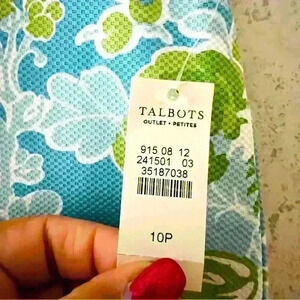 TALBOTS
OUTLET • PETITES
915 08 12
241501 03
35187038
10P